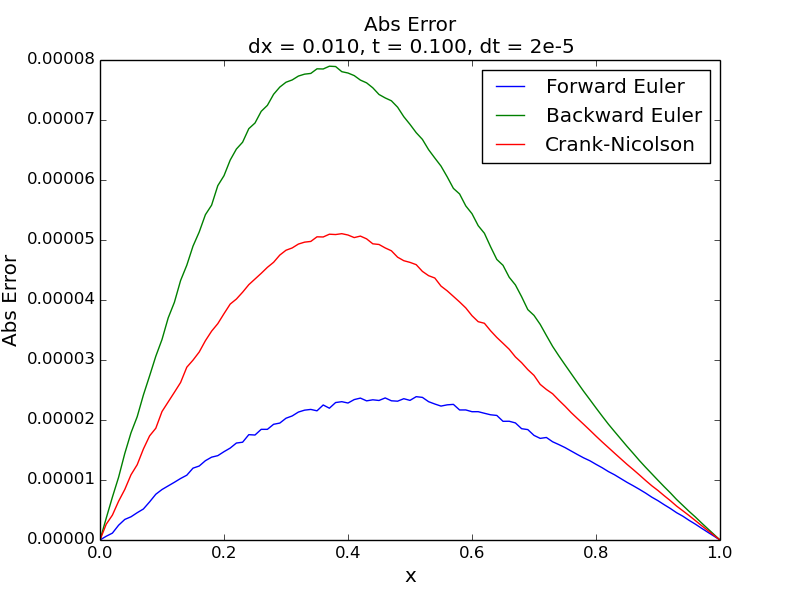 Abs Error
dx = 0.010, t = 0.100, dt = 2e-5
0.00008
0.00007
0.00006
0.00005
0.00004
0.00003
0.00002
0.00001
0.00000
Abs Error
Forward Euler
Backward Euler
Crank-Nicolson
0.0 0.2 0.4 0.6 0.8 1.0
x